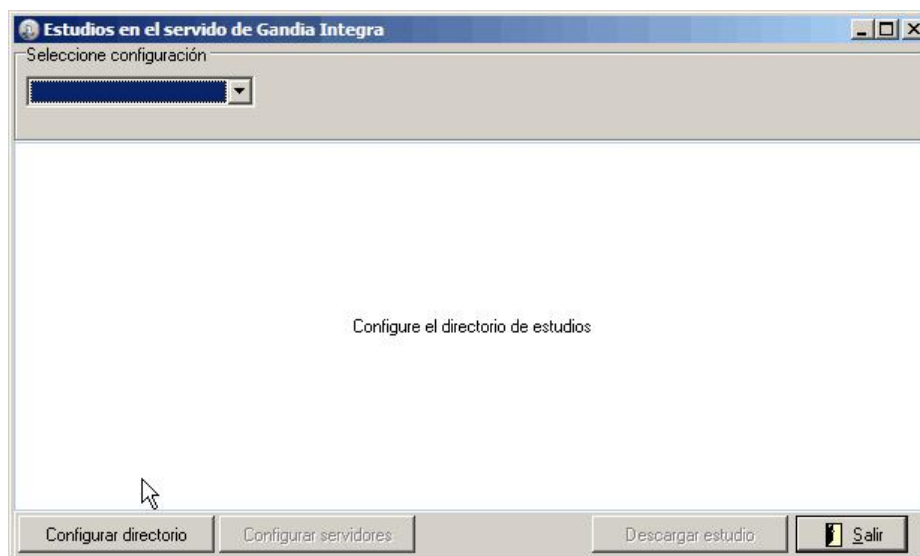 Estudios en el servido de Gandia Integra
Seleccione configuración
Configure el directorio de estudios
Configurar directorio
Configurar servidores
Descargar estudio
Salir